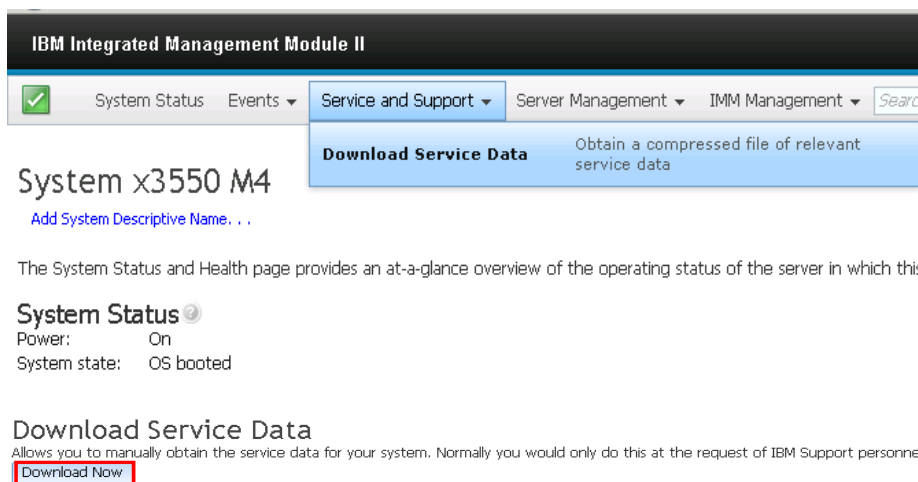 IBM Integrated Management Module II
System Status Events Service and Support Server Management IMM Management Searc
Download Service Data Obtain a compressed file of relevant
service data
System x3550 M4
Add System Descriptive Name. . .
The System Status and Health page provides an at-a-glance overview of the operating status of the server in which this
System Status
Power: On
System state: OS booted
Download Service Data
Allows you to manually obtain the service data for your system. Normally you would only do this at the request of IBM Support personne
Download Now